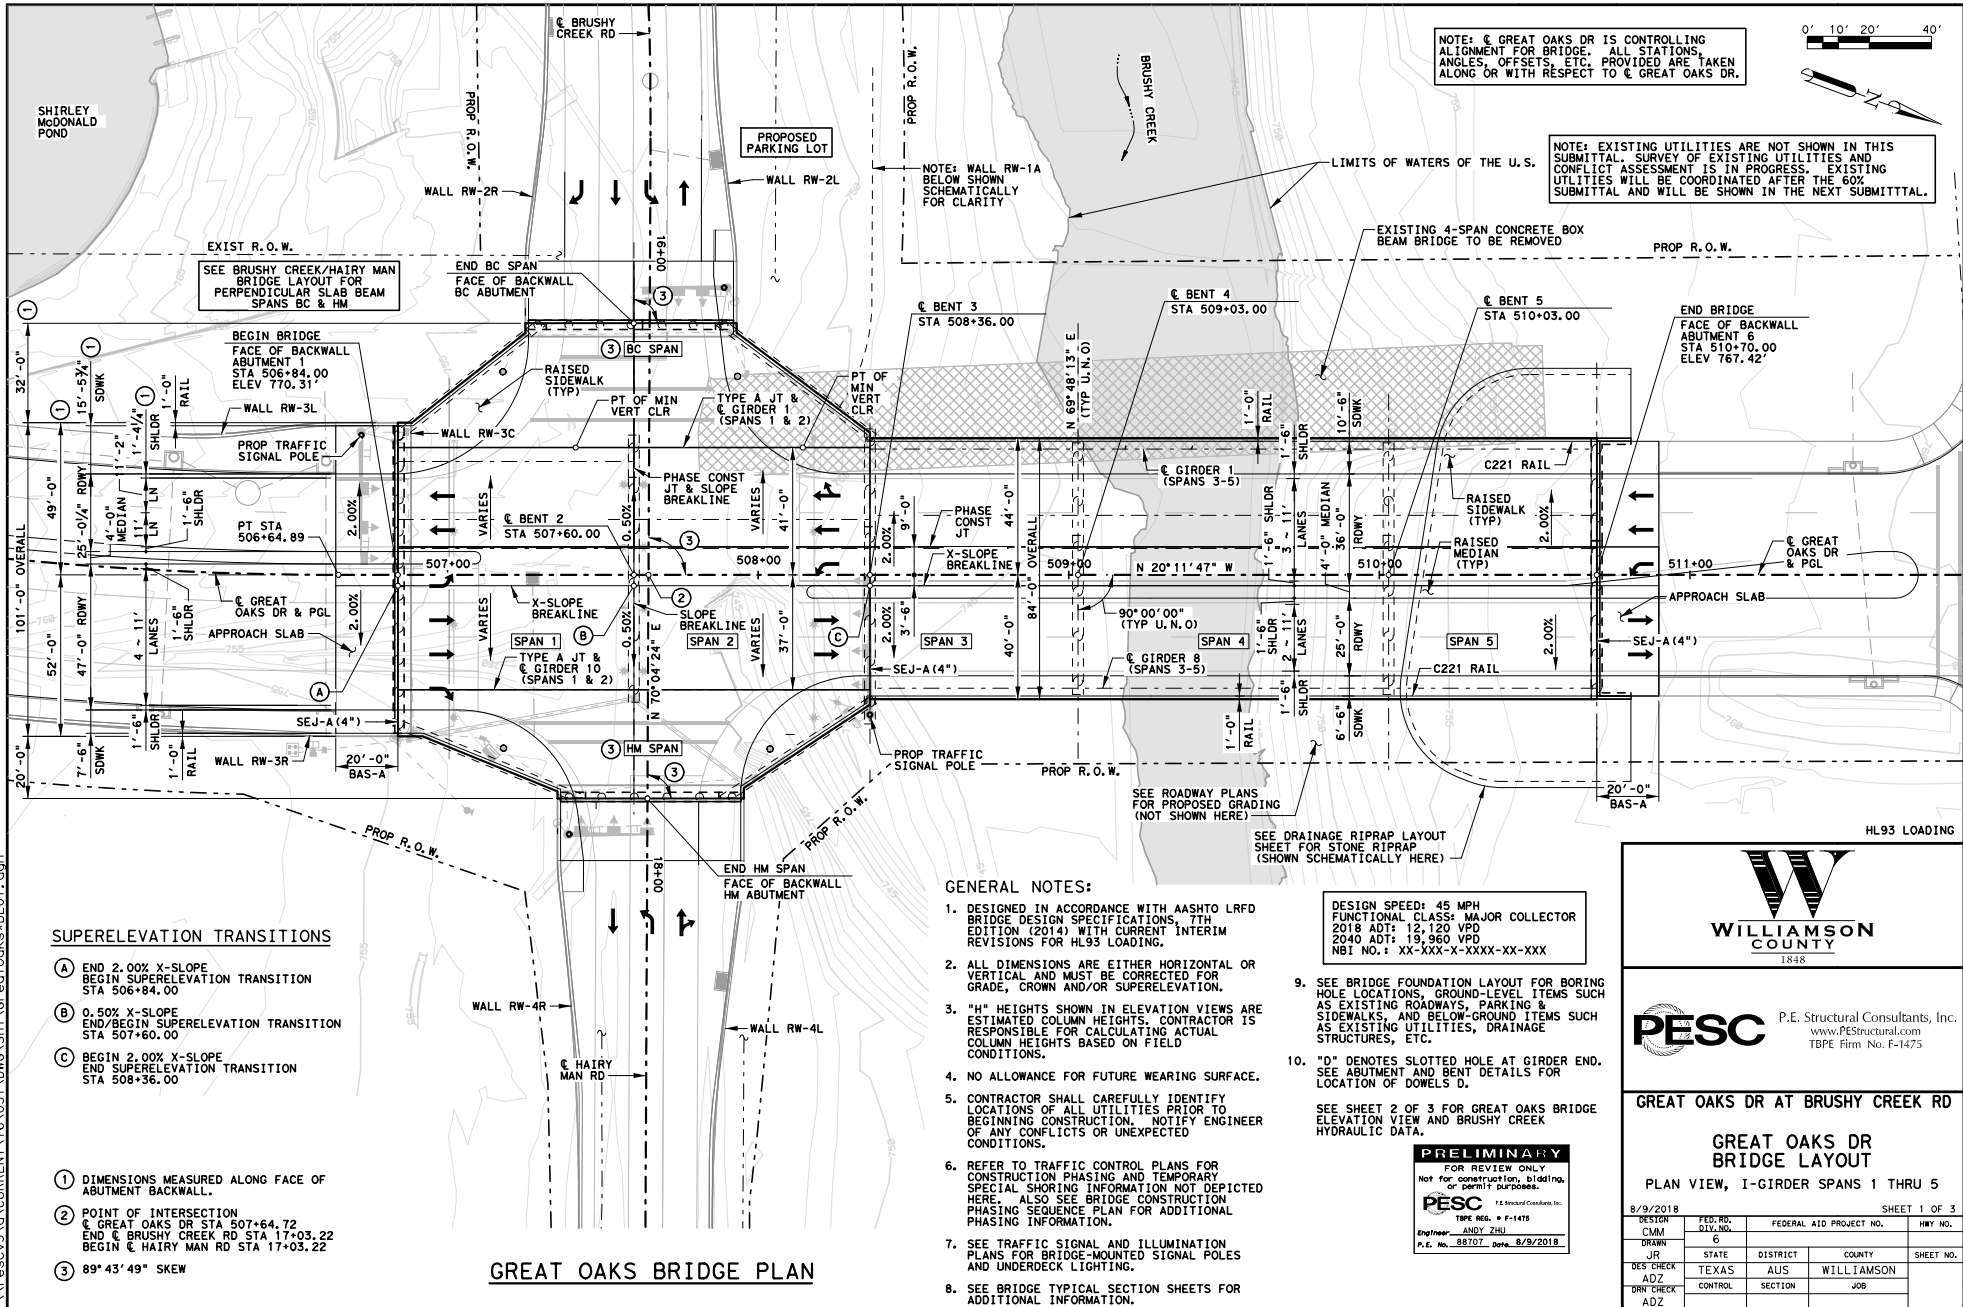 ℄ BRUSHY
CREEK RD
NOTE: ℄ GREAT OAKS DR IS CONTROLLING
ALIGNMENT FOR BRIDGE. ALL STATIONS,
ANGLES, OFFSETS, ETC. PROVIDED ARE TAKEN
ALONG OR WITH RESPECT TO ℄ GREAT OAKS DR.
0' 10' 20' 40'
N
SHIRLEY
McDONALD
POND
PROP R.O.W.
PROP R.O.W.
BRUSHY CREEK
PROPOSED
PARKING LOT
NOTE: EXISTING UTILITIES ARE NOT SHOWN IN THIS
SUBMITTAL. SURVEY OF EXISTING UTILITIES AND
CONFLICT ASSESSMENT IS IN PROGRESS. EXISTING
UTLITIES WILL BE COORDINATED AFTER THE 60%
SUBMITTAL AND WILL BE SHOWN IN THE NEXT SUBMITTTAL.
WALL RW-2R
WALL RW-2L
NOTE: WALL RW-1A
BELOW SHOWN
SCHEMATICALLY
FOR CLARITY
LIMITS OF WATERS OF THE U.S.
EXISTING 4-SPAN CONCRETE BOX
BEAM BRIDGE TO BE REMOVED
PROP R.O.W.
EXIST R.O.W.
16+00
SEE BRUSHY CREEK/HAIRY MAN
BRIDGE LAYOUT FOR
PERPENDICULAR SLAB BEAM
SPANS BC & HM
END BC SPAN
FACE OF BACKWALL
BC ABUTMENT
3
℄ BENT 3
STA 508+36.00
℄ BENT 4
STA 509+03.00
℄ BENT 5
STA 510+03.00
END BRIDGE
FACE OF BACKWALL
ABUTMENT 6
STA 510+70.00
ELEV 767.42'
BEGIN BRIDGE
FACE OF BACKWALL
ABUTMENT 1
STA 506+84.00
ELEV 770.31'
1
1
1
1
32'-0"
15'-5¾"
SDWK
1'-4¼"
SHLDR
1'-0"
RAIL
3 BC SPAN
RAISED
SIDEWALK
(TYP)
PT OF MIN
VERT CLR
TYPE A JT &
℄ GIRDER 1
(SPANS 1 & 2)
PT OF
MIN
VERT
CLR
N 69°48'13" E
(TYP U.N.O)
WALL RW-3L
WALL RW-3C
PROP TRAFFIC
SIGNAL POLE
101'-0" OVERALL
49'-0"
25'-0¼" RDWY
4'-0"
MEDIAN
11'-2"
LN
11'
LN
1'-6"
SHLDR
2.00%
PT STA
506+64.89
VARIES
PHASE CONST
JT & SLOPE
BREAKLINE
℄ BENT 2
STA 507+60.00
0.50%
3
VARIES
41'-0"
2.00%
9'-0"
PHASE
CONST
JT
X-SLOPE
BREAKLINE
44'-0"
84'-0" OVERALL
1'-0"
RAIL
℄ GIRDER 1
(SPANS 3-5)
1'-6"
SHLDR
10'-6"
SDWK
1'-6" SHLDR
3 ~ 11'
LANES
4'-0" MEDIAN
36'-0"
RDWY
C221 RAIL
RAISED
SIDEWALK
(TYP)
RAISED
MEDIAN
(TYP)
2.00%
℄ GREAT
OAKS DR
& PGL
507+00
508+00
509+00
N 20°11'47" W
510+00
511+00
℄ GREAT
OAKS DR & PGL
APPROACH SLAB
52'-0"
47'-0" RDWY
4 ~ 11'
LANES
1'-6"
SHLDR
2.00%
X-SLOPE
BREAKLINE
VARIES
SPAN 1
B
0.50%
2
SLOPE
BREAKLINE
SPAN 2
VARIES
37'-0"
C
2.00%
3'-6"
SPAN 3
40'-0"
90°00'00"
(TYP U.N.O)
SPAN 4
1'-6"
SHLDR
2 ~ 11'
LANES
25'-0"
RDWY
SPAN 5
2.00%
APPROACH SLAB
SEJ-A(4")
TYPE A JT &
℄ GIRDER 10
(SPANS 1 & 2)
N 70°04'24" E
SEJ-A(4")
℄ GIRDER 8
(SPANS 3-5)
C221 RAIL
A
SEJ-A(4")
WALL RW-3R
20'-0"
7'-6"
SDWK
1'-6"
SHLDR
1'-0"
RAIL
20'-0"
BAS-A
3 HM SPAN
3
PROP TRAFFIC
SIGNAL POLE
1'-0"
RAIL
1'-6"
SHLDR
6'-6"
SDWK
PROP R.O.W.
SEE ROADWAY PLANS
FOR PROPOSED GRADING
(NOT SHOWN HERE)
20'-0"
BAS-A
PROP R.O.W.
PROP R.O.W.
SEE DRAINAGE RIPRAP LAYOUT
SHEET FOR STONE RIPRAP
(SHOWN SCHEMATICALLY HERE)
HL93 LOADING
18+00
END HM SPAN
FACE OF BACKWALL
HM ABUTMENT
WALL RW-4R
WALL RW-4L
℄ HAIRY
MAN RD
SUPERELEVATION TRANSITIONS
A END 2.00% X-SLOPE
BEGIN SUPERELEVATION TRANSITION
STA 506+84.00
B 0.50% X-SLOPE
END/BEGIN SUPERELEVATION TRANSITION
STA 507+60.00
C BEGIN 2.00% X-SLOPE
END SUPERELEVATION TRANSITION
STA 508+36.00
1 DIMENSIONS MEASURED ALONG FACE OF
ABUTMENT BACKWALL.
2 POINT OF INTERSECTION
℄ GREAT OAKS DR STA 507+64.72
END ℄ BRUSHY CREEK RD STA 17+03.22
BEGIN ℄ HAIRY MAN RD STA 17+03.22
3 89°43'49" SKEW
GREAT OAKS BRIDGE PLAN
GENERAL NOTES:
1. DESIGNED IN ACCORDANCE WITH AASHTO LRFD
BRIDGE DESIGN SPECIFICATIONS, 7TH
EDITION (2014) WITH CURRENT INTERIM
REVISIONS FOR HL93 LOADING.
2. ALL DIMENSIONS ARE EITHER HORIZONTAL OR
VERTICAL AND MUST BE CORRECTED FOR
GRADE, CROWN AND/OR SUPERELEVATION.
3. "H" HEIGHTS SHOWN IN ELEVATION VIEWS ARE
ESTIMATED COLUMN HEIGHTS. CONTRACTOR IS
RESPONSIBLE FOR CALCULATING ACTUAL
COLUMN HEIGHTS BASED ON FIELD
CONDITIONS.
4. NO ALLOWANCE FOR FUTURE WEARING SURFACE.
5. CONTRACTOR SHALL CAREFULLY IDENTIFY
LOCATIONS OF ALL UTILITIES PRIOR TO
BEGINNING CONSTRUCTION. NOTIFY ENGINEER
OF ANY CONFLICTS OR UNEXPECTED
CONDITIONS.
6. REFER TO TRAFFIC CONTROL PLANS FOR
CONSTRUCTION PHASING AND TEMPORARY
SPECIAL SHORING INFORMATION NOT DEPICTED
HERE. ALSO SEE BRIDGE CONSTRUCTION
PHASING SEQUENCE PLAN FOR ADDITIONAL
PHASING INFORMATION.
7. SEE TRAFFIC SIGNAL AND ILLUMINATION
PLANS FOR BRIDGE-MOUNTED SIGNAL POLES
AND UNDERDECK LIGHTING.
8. SEE BRIDGE TYPICAL SECTION SHEETS FOR
ADDITIONAL INFORMATION.
DESIGN SPEED: 45 MPH
FUNCTIONAL CLASS: MAJOR COLLECTOR
2018 ADT: 12,120 VPD
2040 ADT: 19,960 VPD
NBI NO.: XX-XXX-X-XXXX-XX-XXX
9. SEE BRIDGE FOUNDATION LAYOUT FOR BORING
HOLE LOCATIONS, GROUND-LEVEL ITEMS SUCH
AS EXISTING ROADWAYS, PARKING &
SIDEWALKS, AND BELOW-GROUND ITEMS SUCH
AS EXISTING UTILITIES, DRAINAGE
STRUCTURES, ETC.
10. "D" DENOTES SLOTTED HOLE AT GIRDER END.
SEE ABUTMENT AND BENT DETAILS FOR
LOCATION OF DOWELS D.
SEE SHEET 2 OF 3 FOR GREAT OAKS BRIDGE
ELEVATION VIEW AND BRUSHY CREEK
HYDRAULIC DATA.
PRELIMINARY
FOR REVIEW ONLY
Not for construction, bidding,
or permit purposes.
PESC P.E. Structural Consultants, Inc.
TBPE REG. # F-1475
Engineer ANDY ZHU
P.E. No. 88707 Date 8/9/2018
W
WILLIAMSON
COUNTY
1848
PESC
P.E. Structural Consultants, Inc.
www.PEStructural.com
TBPE Firm No. F-1475
GREAT OAKS DR AT BRUSHY CREEK RD
GREAT OAKS DR
BRIDGE LAYOUT
PLAN VIEW, I-GIRDER SPANS 1 THRU 5
8/9/2018 SHEET 1 OF 3
DESIGN
CMM
FED.RD.
DIV.NO.
6
FEDERAL AID PROJECT NO.
HWY NO.
DRAWN
JR
STATE DISTRICT COUNTY SHEET NO.
DES CHECK
ADZ
TEXAS AUS WILLIAMSON
DRN CHECK
ADZ
CONTROL SECTION JOB